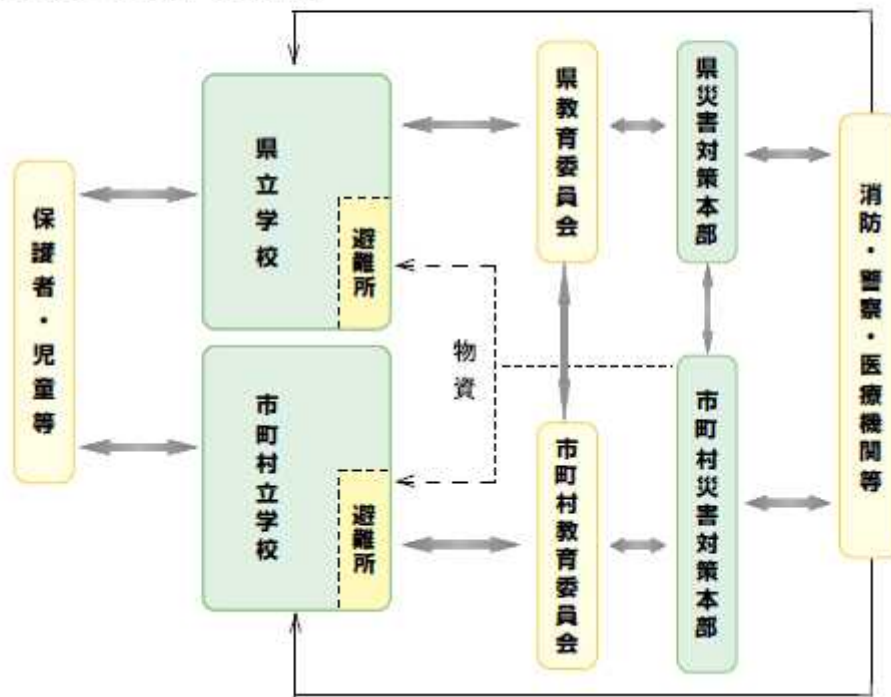 保護者・児童等
県立学校
避難所
市町村立学校
避難所
物資
県教育委員会
市町村教育委員会
県災害対策本部
市町村災害対策本部
消防・警察・医療機関等